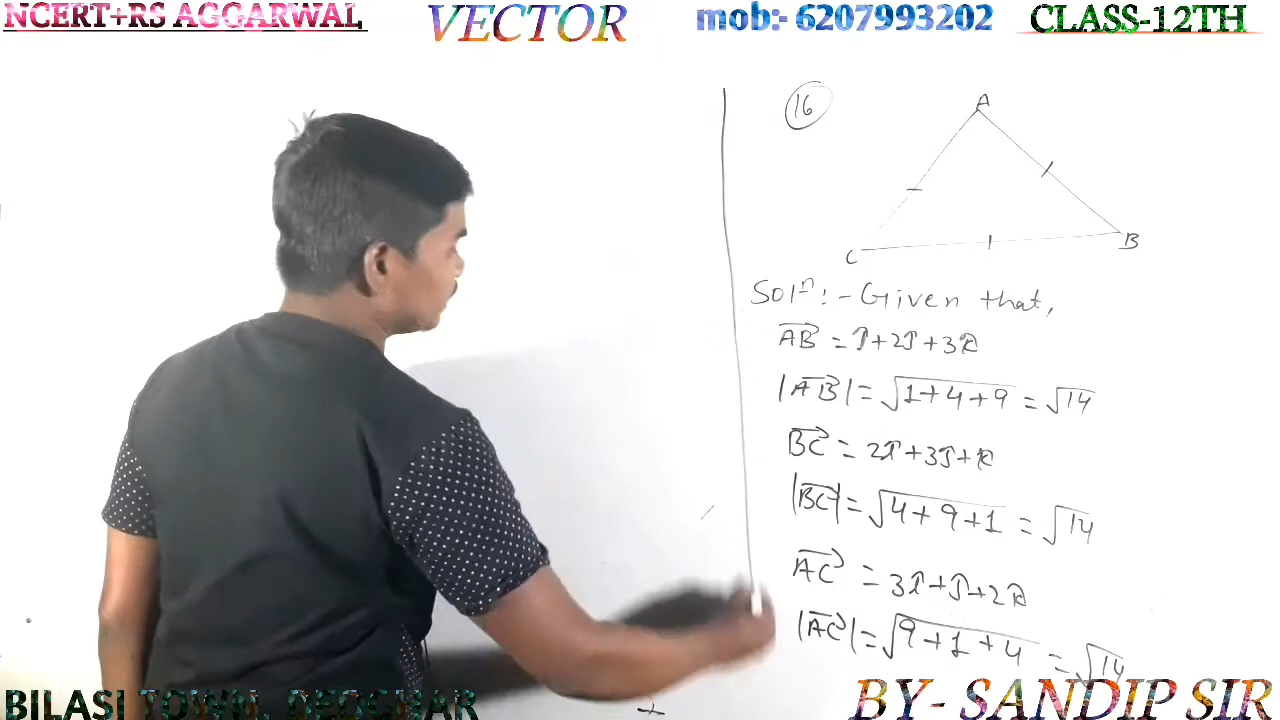 NCERT+RS AGGARWAL
VECTOR
mob:- 6207993202
CLASS-12TH
16
A
C
B
Solⁿ:- Given that,
AB⃗ = î+2ĵ+3k̂
|AB⃗| = √1+4+9 = √14
BC⃗ = 2î+3ĵ+k̂
|BC⃗| = √4+9+1 = √14
AC⃗ = 3î+ĵ+2k̂
|AC⃗| = √9+1+4 = √14
BILASI TOWN, DEOGHAR
BY- SANDIP SIR